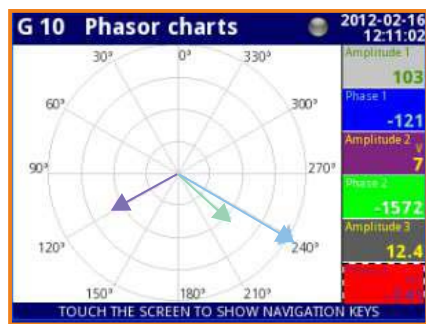 G 10 Phasor charts
2012-02-16
12:11:02
30° 0° 330°
60° 300°
90° 270°
120° 240°
150° 180° 210°
Amplitude 1
103
Phase 1
-121
Amplitude 2
V
7
Phase 2
-1572
Amplitude 3
12.4
TOUCH THE SCREEN TO SHOW NAVIGATION KEYS